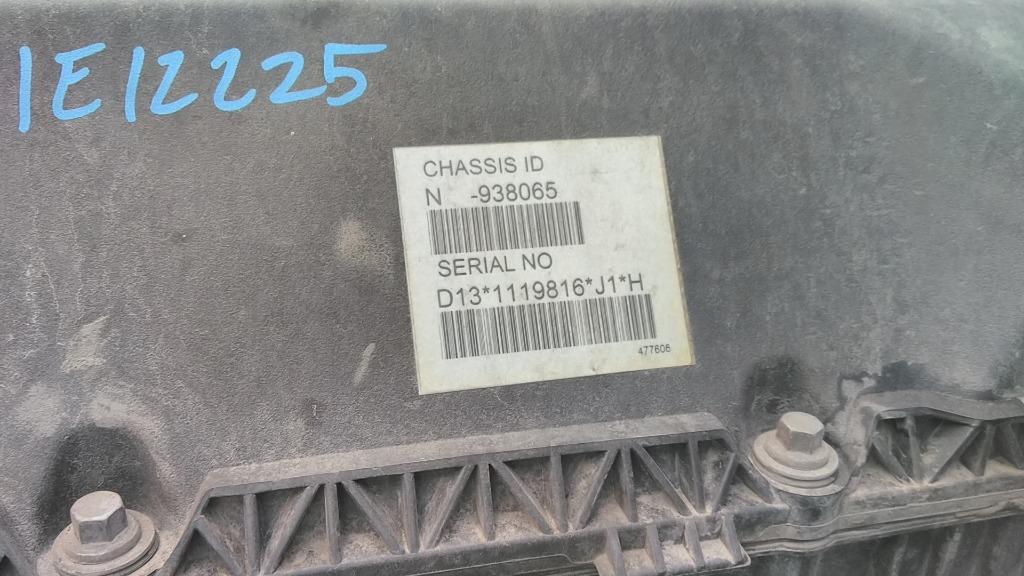 1E12225
CHASSIS ID
N -938065
SERIAL NO
D13*1119816*J1*H
477606